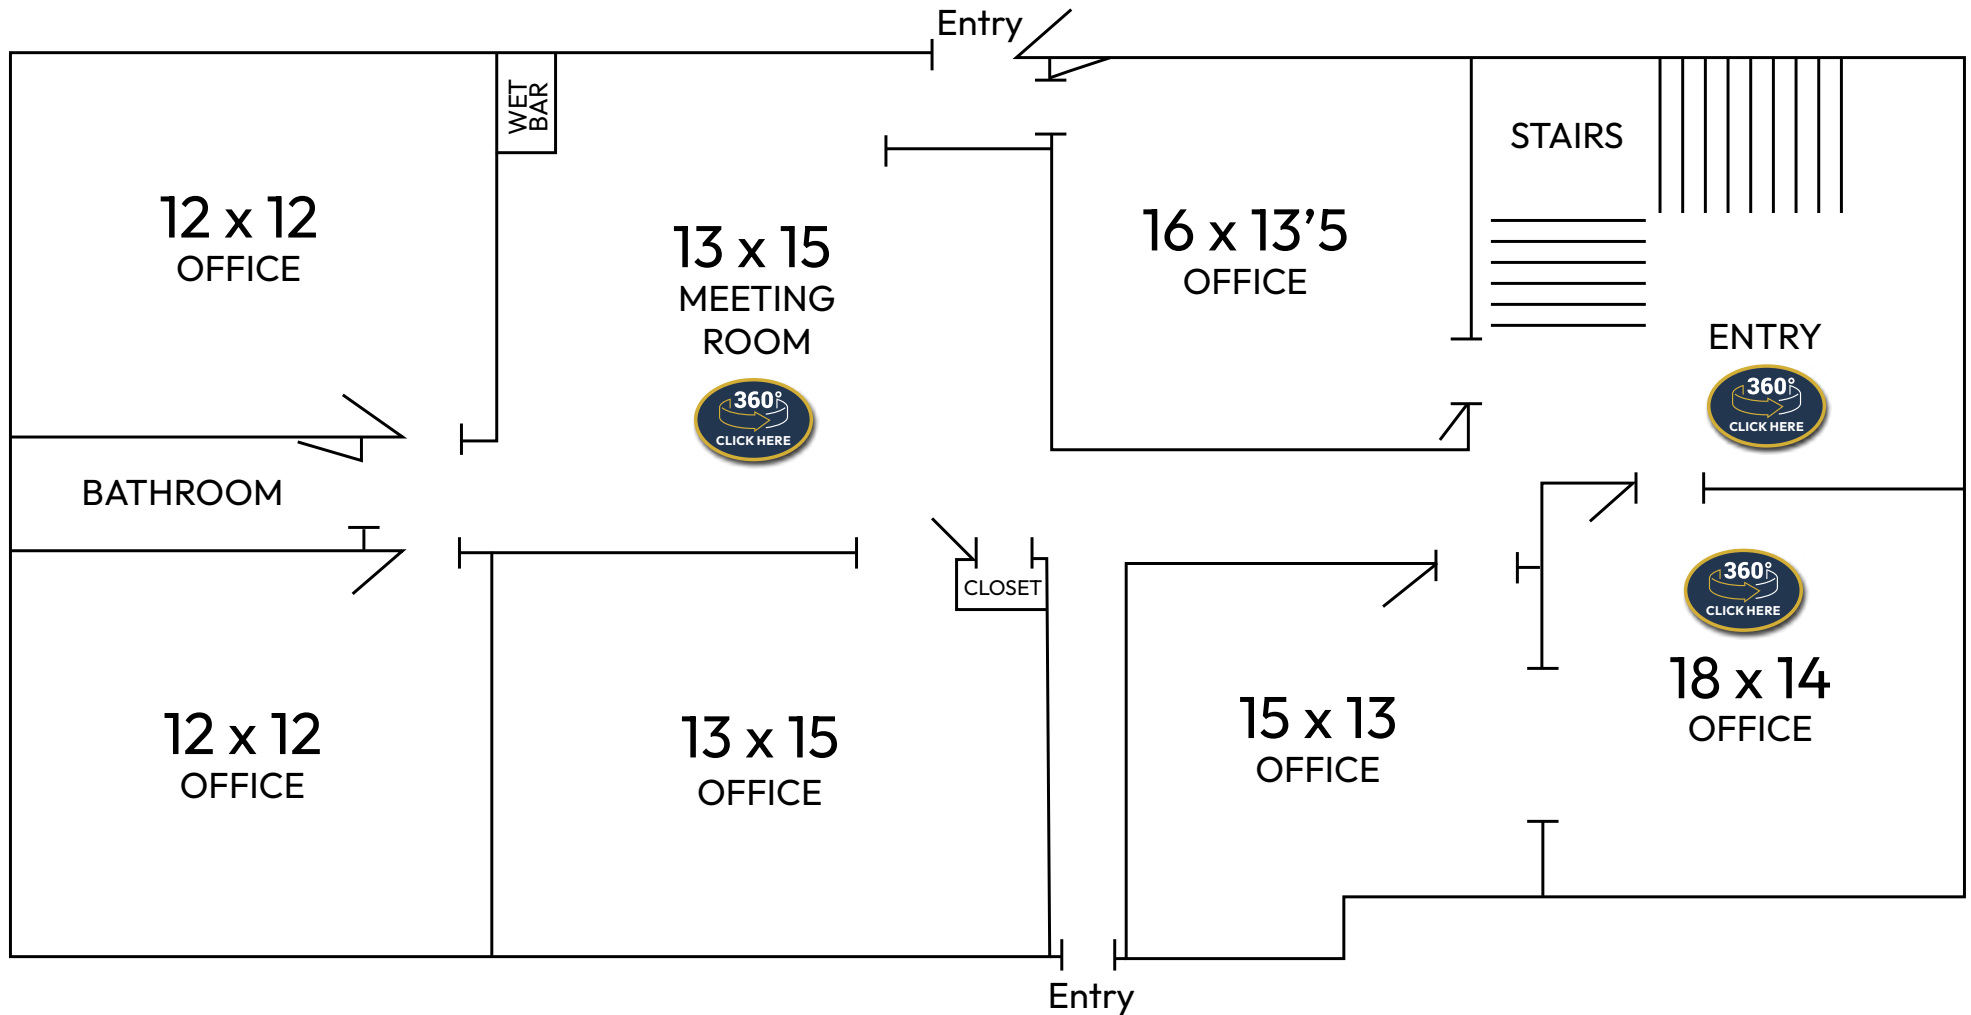 Entry
WET
BAR
STAIRS
12 x 12
OFFICE
13 x 15
MEETING
ROOM
360°
CLICK HERE
16 x 13’5
OFFICE
ENTRY
360°
CLICK HERE
BATHROOM
CLOSET
360°
CLICK HERE
12 x 12
OFFICE
13 x 15
OFFICE
15 x 13
OFFICE
18 x 14
OFFICE
Entry